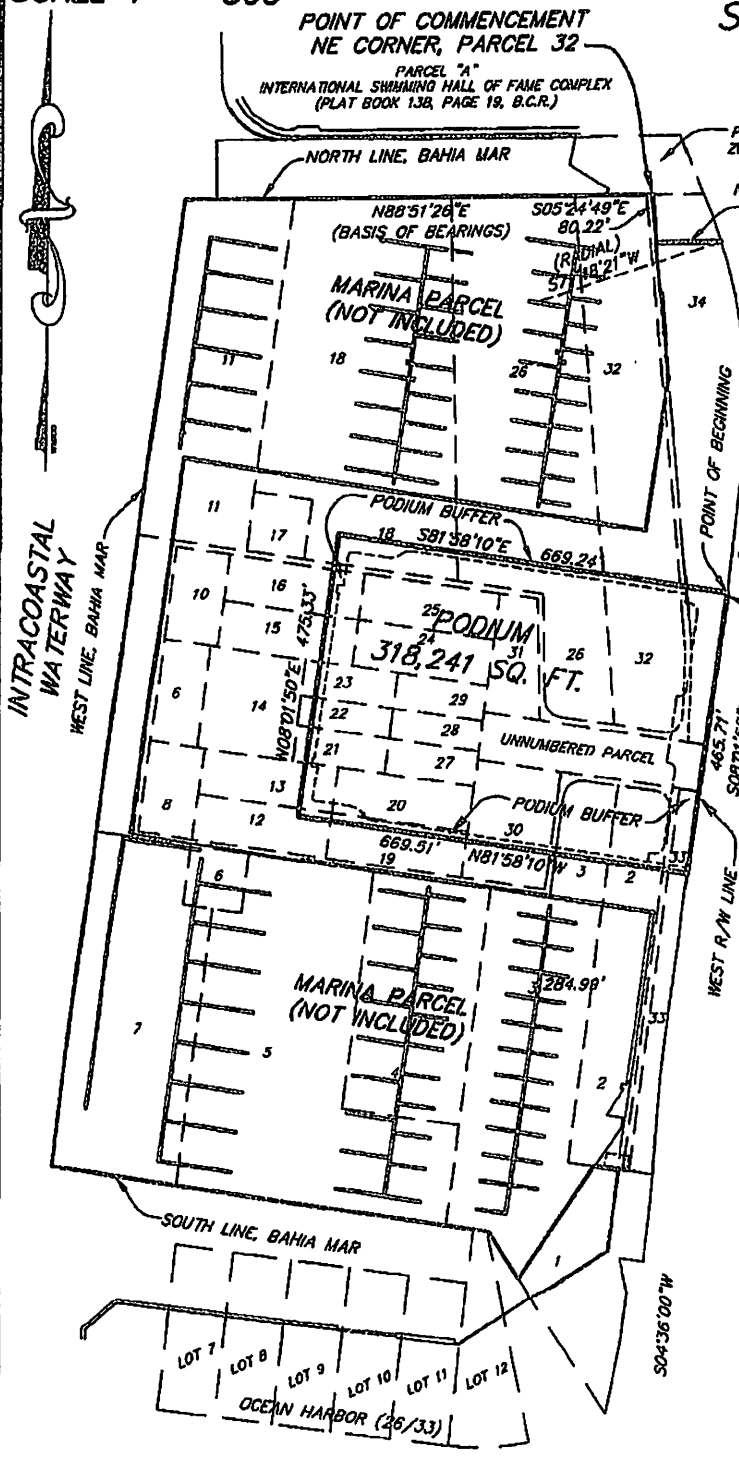 POINT OF COMMENCEMENT
NE CORNER, PARCEL 32
PARCEL "A"
INTERNATIONAL SWIMMING HALL OF FAME COMPLEX
(PLAT BOOK 138, PAGE 19, B.C.R.)
NORTH LINE, BAHIA MAR
N88°51'26"E
(BASIS OF BEARINGS)
S05°24'49"E
80.22'
(RADIAL)
34
MARINA PARCEL
(NOT INCLUDED)
11
18
26
32
POINT OF BEGINNING
INTRACOASTAL
WATERWAY
WEST LINE, BAHIA MAR
PODIUM BUFFER
11
17
18
S81°58'10"E
669.24'
10
16
15
475.33'
N08°01'50"E
25
24
PODIUM
318,241 SQ. FT.
31
26
32
6
14
23
22
21
29
28
27
UNNUMBERED PARCEL
465.71'
8
13
12
20
PODIUM BUFFER
30
669.51'
N81°58'10"W
19
3
2
33
WEST R/W LINE
6
MARINA PARCEL
(NOT INCLUDED)
3
284.99'
33
7
5
4
2
SOUTH LINE, BAHIA MAR
1
S04°36'00"W
LOT 7
LOT 8
LOT 9
LOT 10
LOT 11
LOT 12
OCEAN HARBOR (26/33)